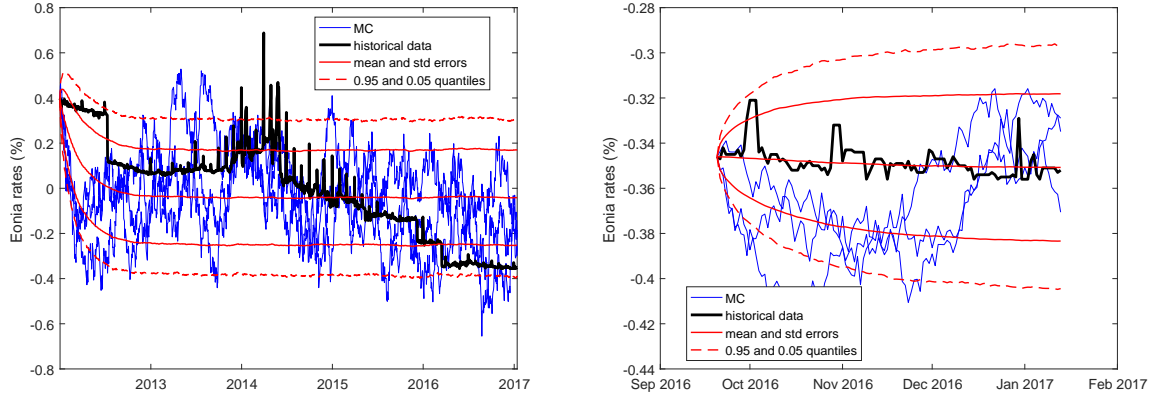 0.8
0.6
0.4
0.2
0
-0.2
-0.4
-0.6
-0.8
Eonia rates (%)
MC
historical data
mean and std errors
0.95 and 0.05 quantiles
2013 2014 2015 2016 2017
-0.28
-0.3
-0.32
-0.34
-0.36
-0.38
-0.4
-0.42
-0.44
Eonia rates (%)
MC
historical data
mean and std errors
0.95 and 0.05 quantiles
Sep 2016 Oct 2016 Nov 2016 Dec 2016 Jan 2017 Feb 2017